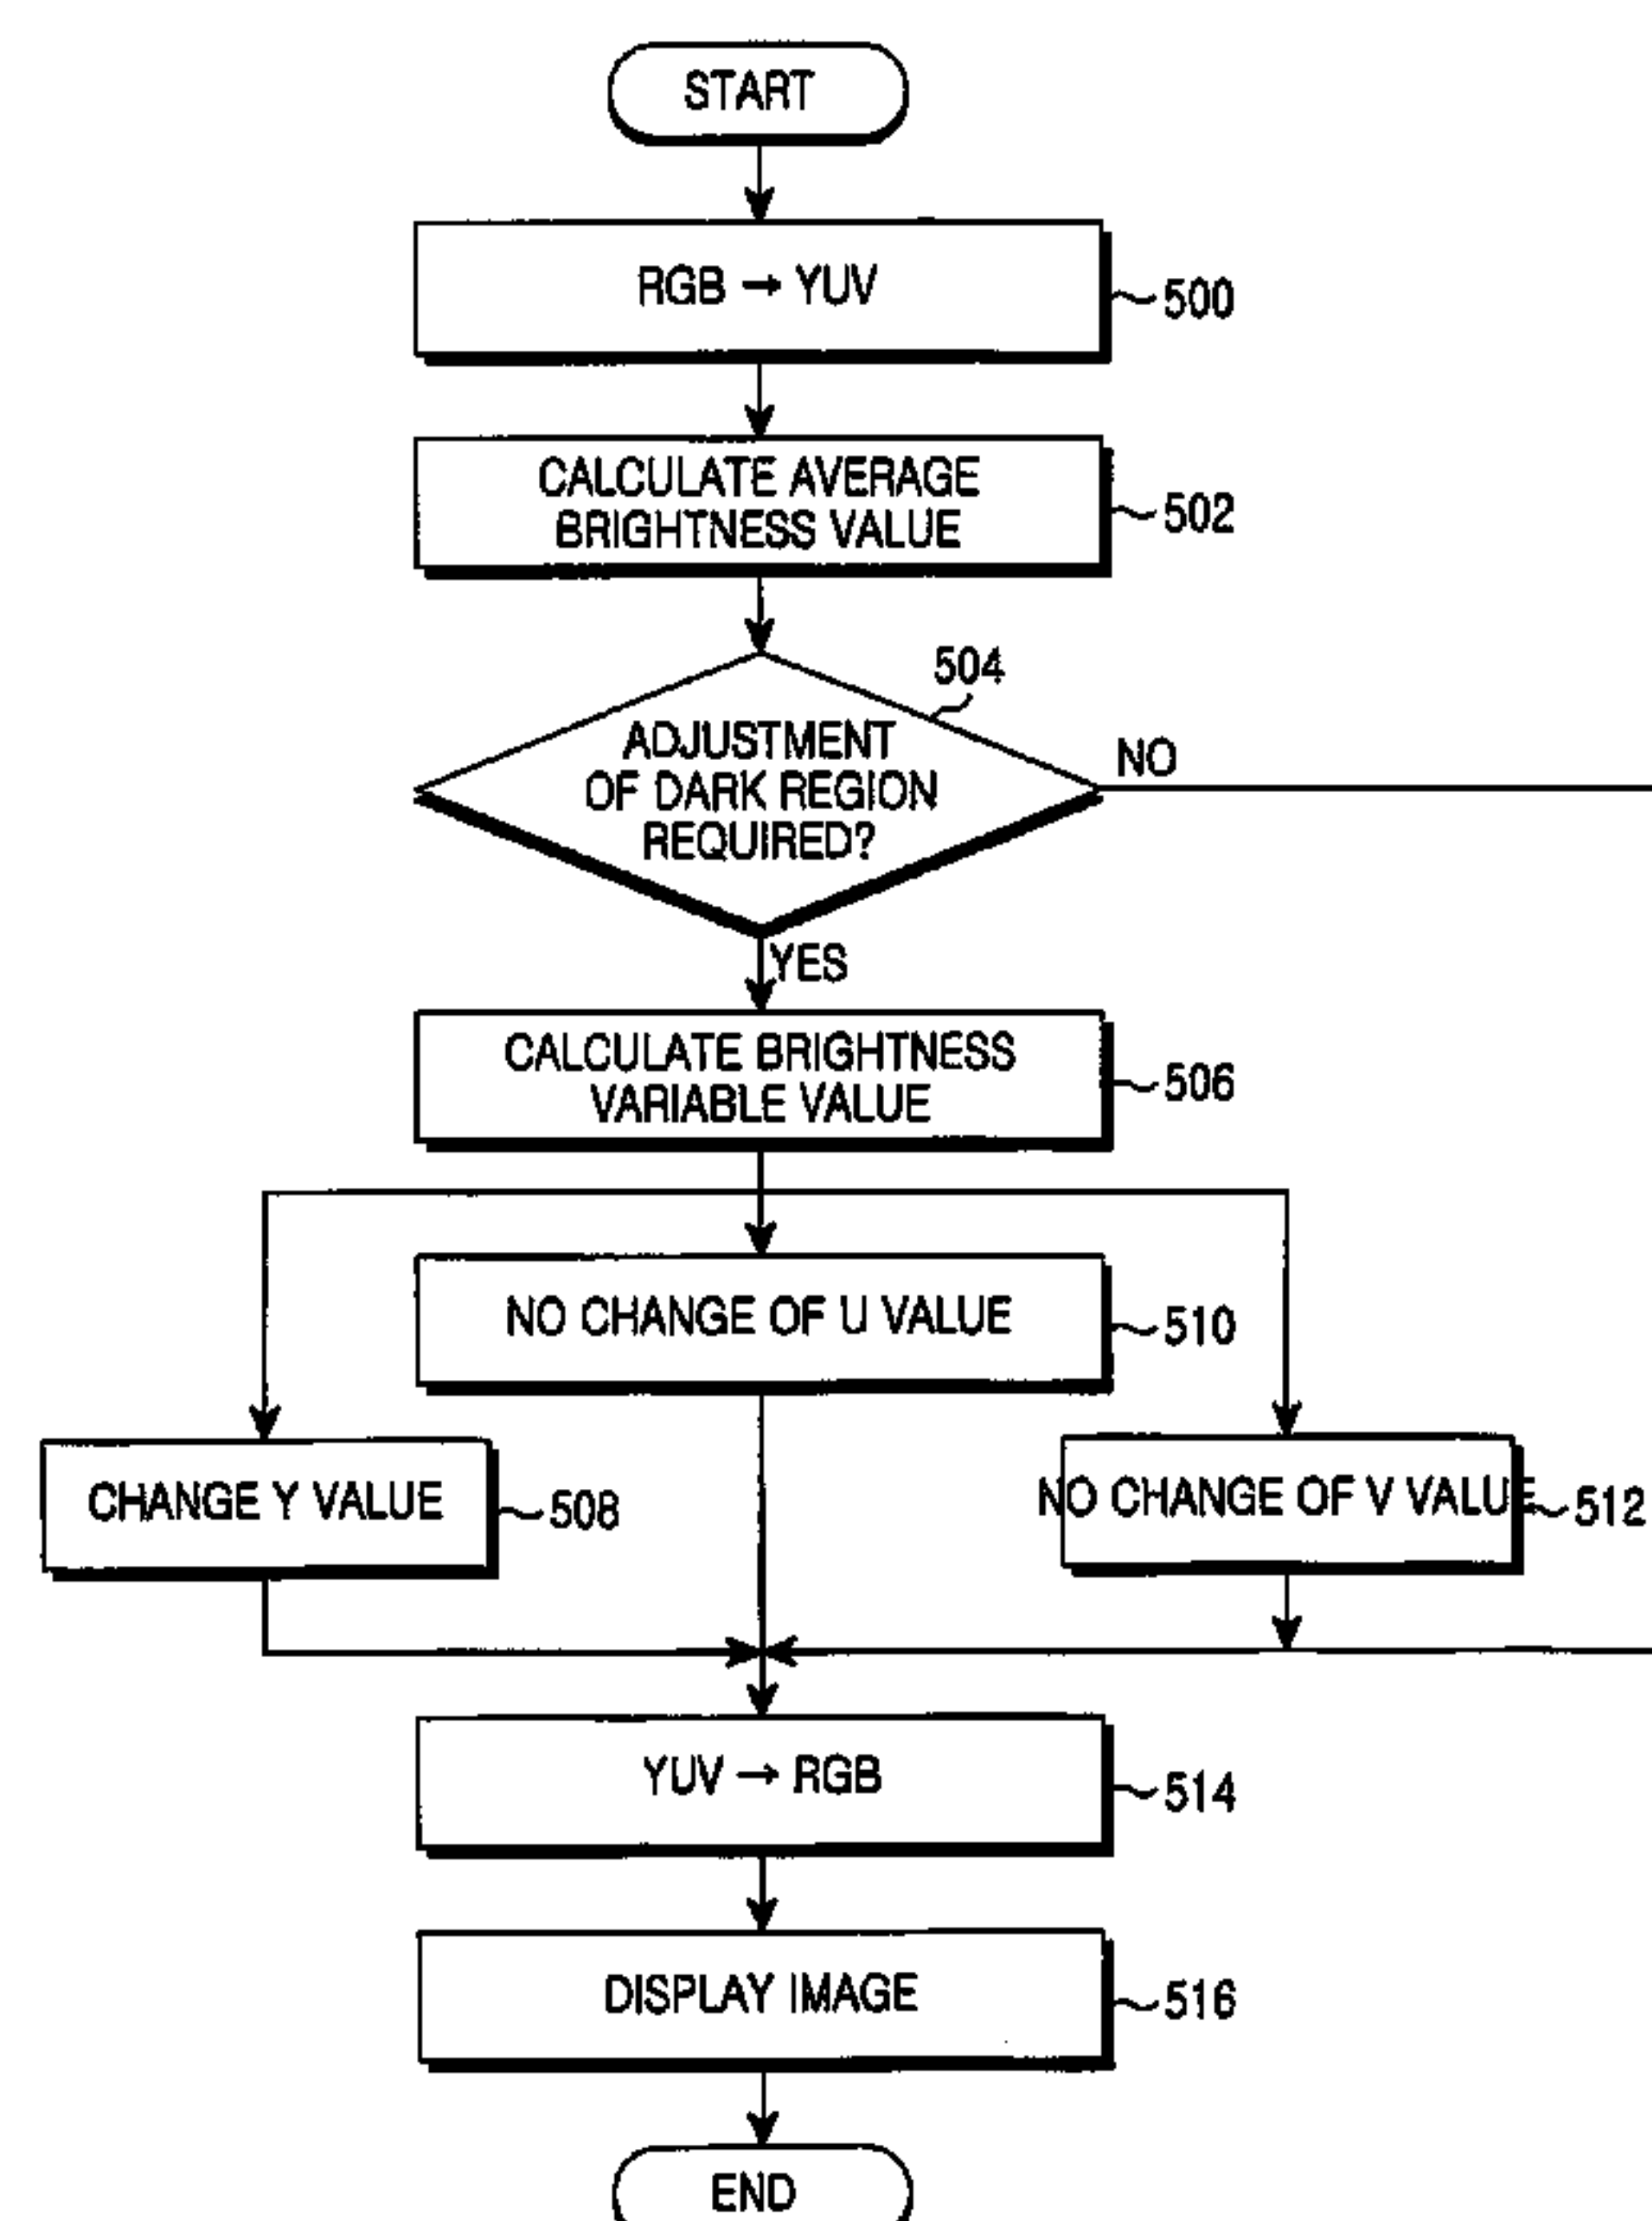 START
RGB → YUV
500
CALCULATE AVERAGE
BRIGHTNESS VALUE
502
504
ADJUSTMENT
OF DARK REGION
REQUIRED?
NO
YES
CALCULATE BRIGHTNESS
VARIABLE VALUE
506
NO CHANGE OF U VALUE
510
CHANGE Y VALUE
508
NO CHANGE OF V VALUE
512
YUV → RGB
514
DISPLAY IMAGE
516
END